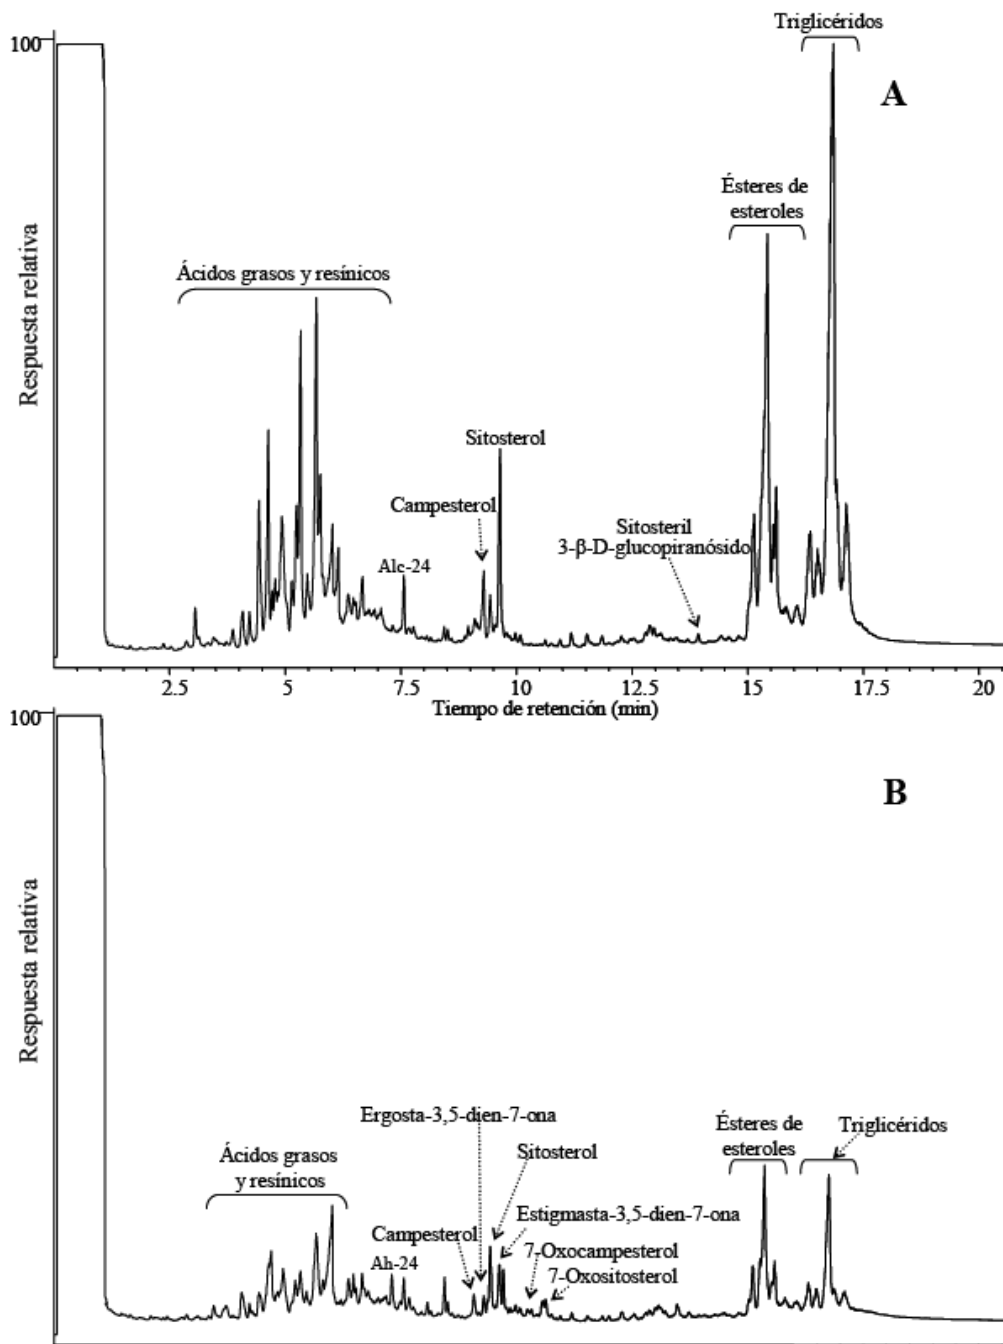 Triglicéridos
100
A
Ésteres de
esteroles
Respuesta relativa
Ácidos grasos y resínicos
Sitosterol
Campesterol
Sitosteril
3-β-D-glucopiranósido
Alc-24
2.5 5 7.5 10 12.5 15 17.5 20
Tiempo de retención (min)
100
B
Respuesta relativa
Ergosta-3,5-dien-7-ona
Ésteres de
esteroles
Triglicéridos
Sitosterol
Ácidos grasos
y resínicos
Estigmasta-3,5-dien-7-ona
Campesterol
7-Oxocampesterol
Ah-24
7-Oxositosterol